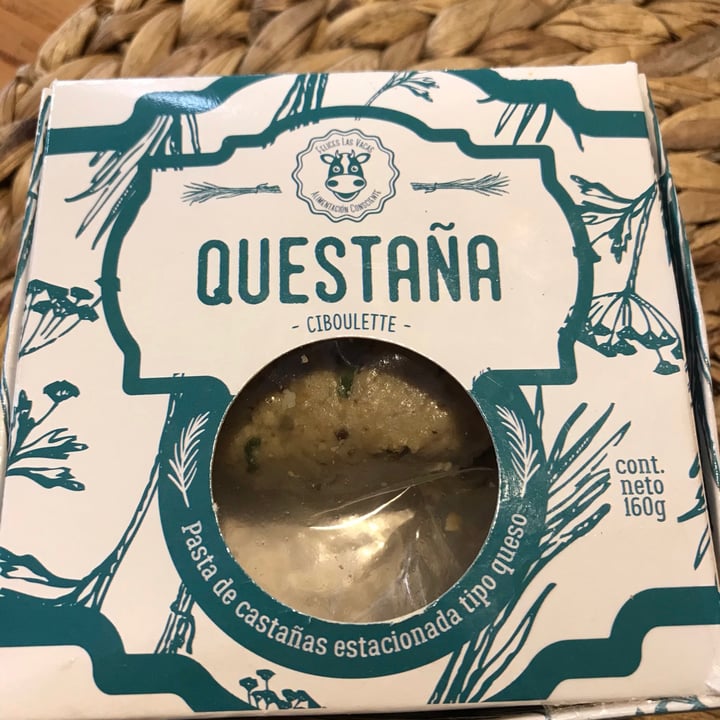 FELICES LAS VACAS
ALIMENTACIÓN CONSCIENTE
QUESTAÑA
- CIBOULETTE -
cont.
neto
160g
Pasta de castañas estacionada tipo queso